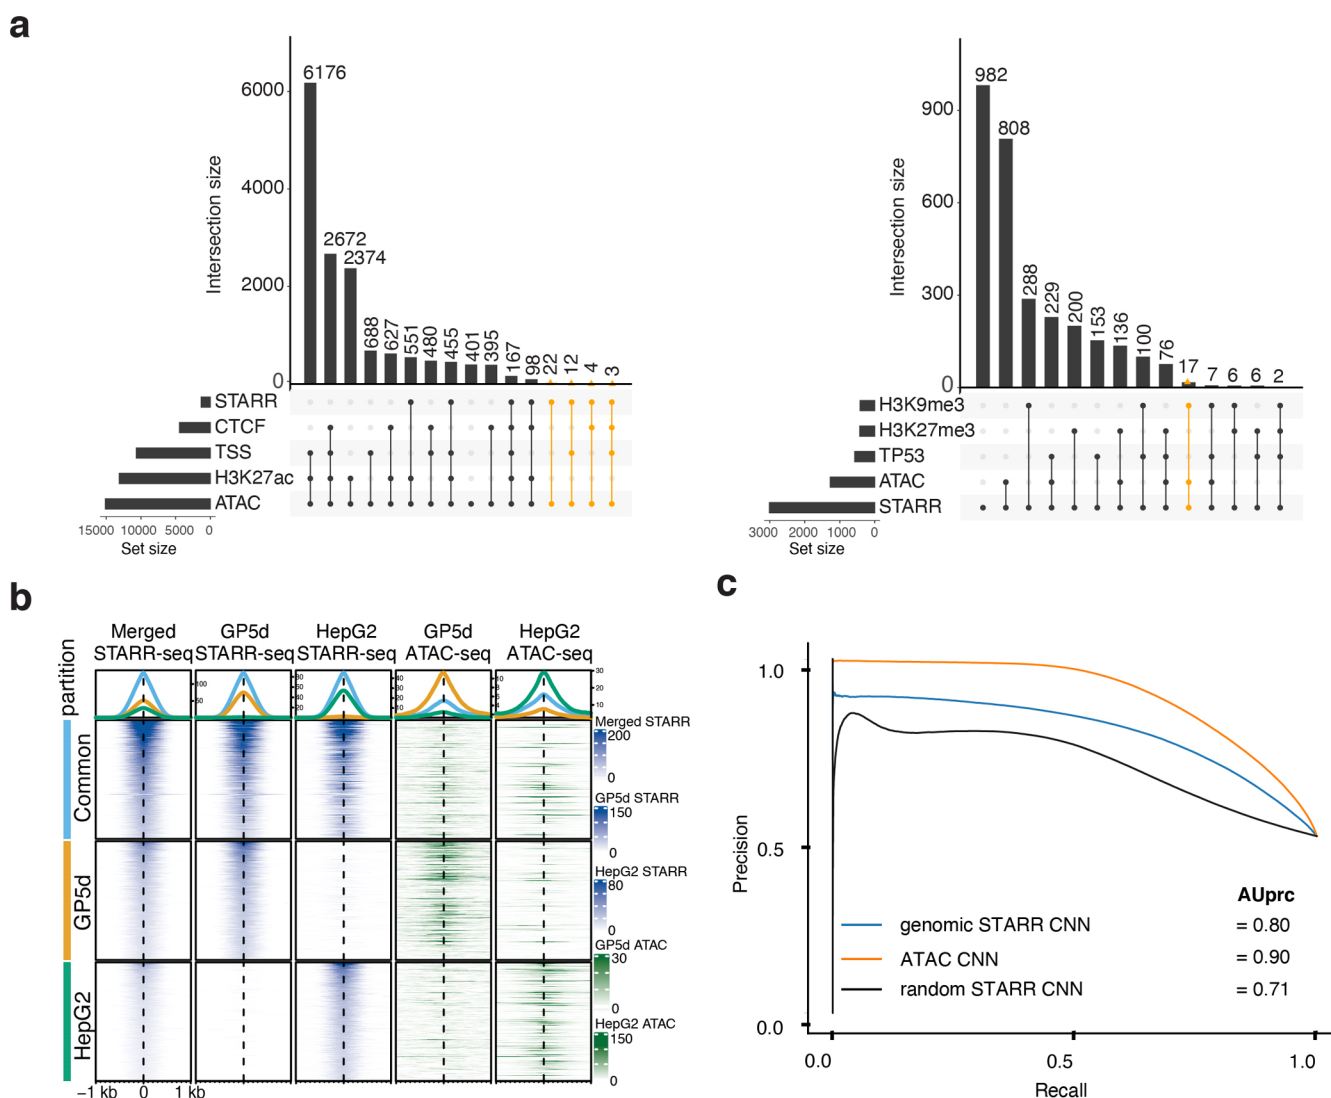 a
6176
6000
4000
2000
0
Intersection size
2672
2374
688
627
551
480
455
401
395
167
98
22
12
4
3
STARR
CTCF
TSS
H3K27ac
ATAC
15000 10000 5000 0
Set size
982
808
900
600
300
0
Intersection size
288
229
200
153
136
100
76
17
7
6
6
2
H3K9me3
H3K27me3
TP53
ATAC
STARR
3000 2000 1000 0
Set size
b
partition
Merged STARR-seq
GP5d STARR-seq
HepG2 STARR-seq
GP5d ATAC-seq
HepG2 ATAC-seq
Common
GP5d
HepG2
Merged STARR
200
0
GP5d STARR
150
0
HepG2 STARR
80
0
GP5d ATAC
30
0
HepG2 ATAC
150
0
−1 kb 0 1 kb
c
1.0
0.5
0.0
Precision
AUprc
genomic STARR CNN = 0.80
ATAC CNN = 0.90
random STARR CNN = 0.71
0.0 0.5 1.0
Recall